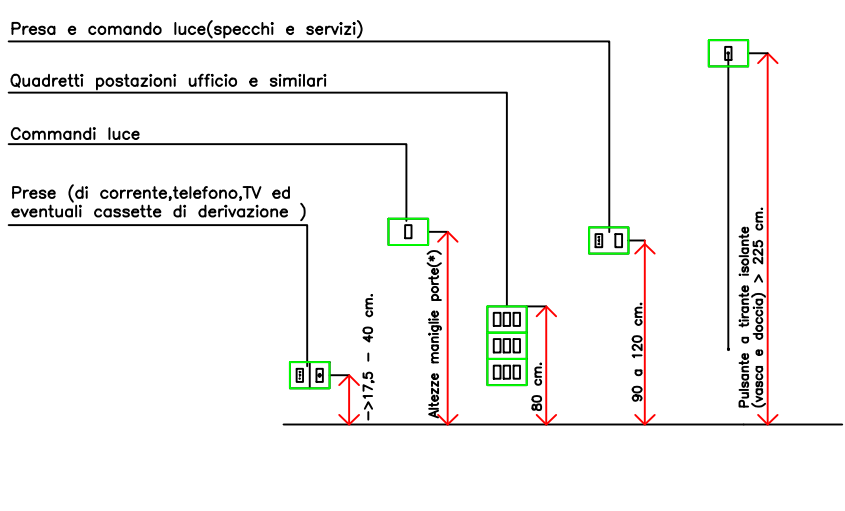 Presa e comando luce(specchi e servizi)
Quadretti postazioni ufficio e similari
Commandi luce
Prese (di corrente,telefono,TV ed
eventuali cassette di derivazione )
->17,5 - 40 cm.
Altezze maniglie porte(*)
80 cm.
90 a 120 cm.
Pulsante a tirante isolante
(vasca e doccia) > 225 cm.